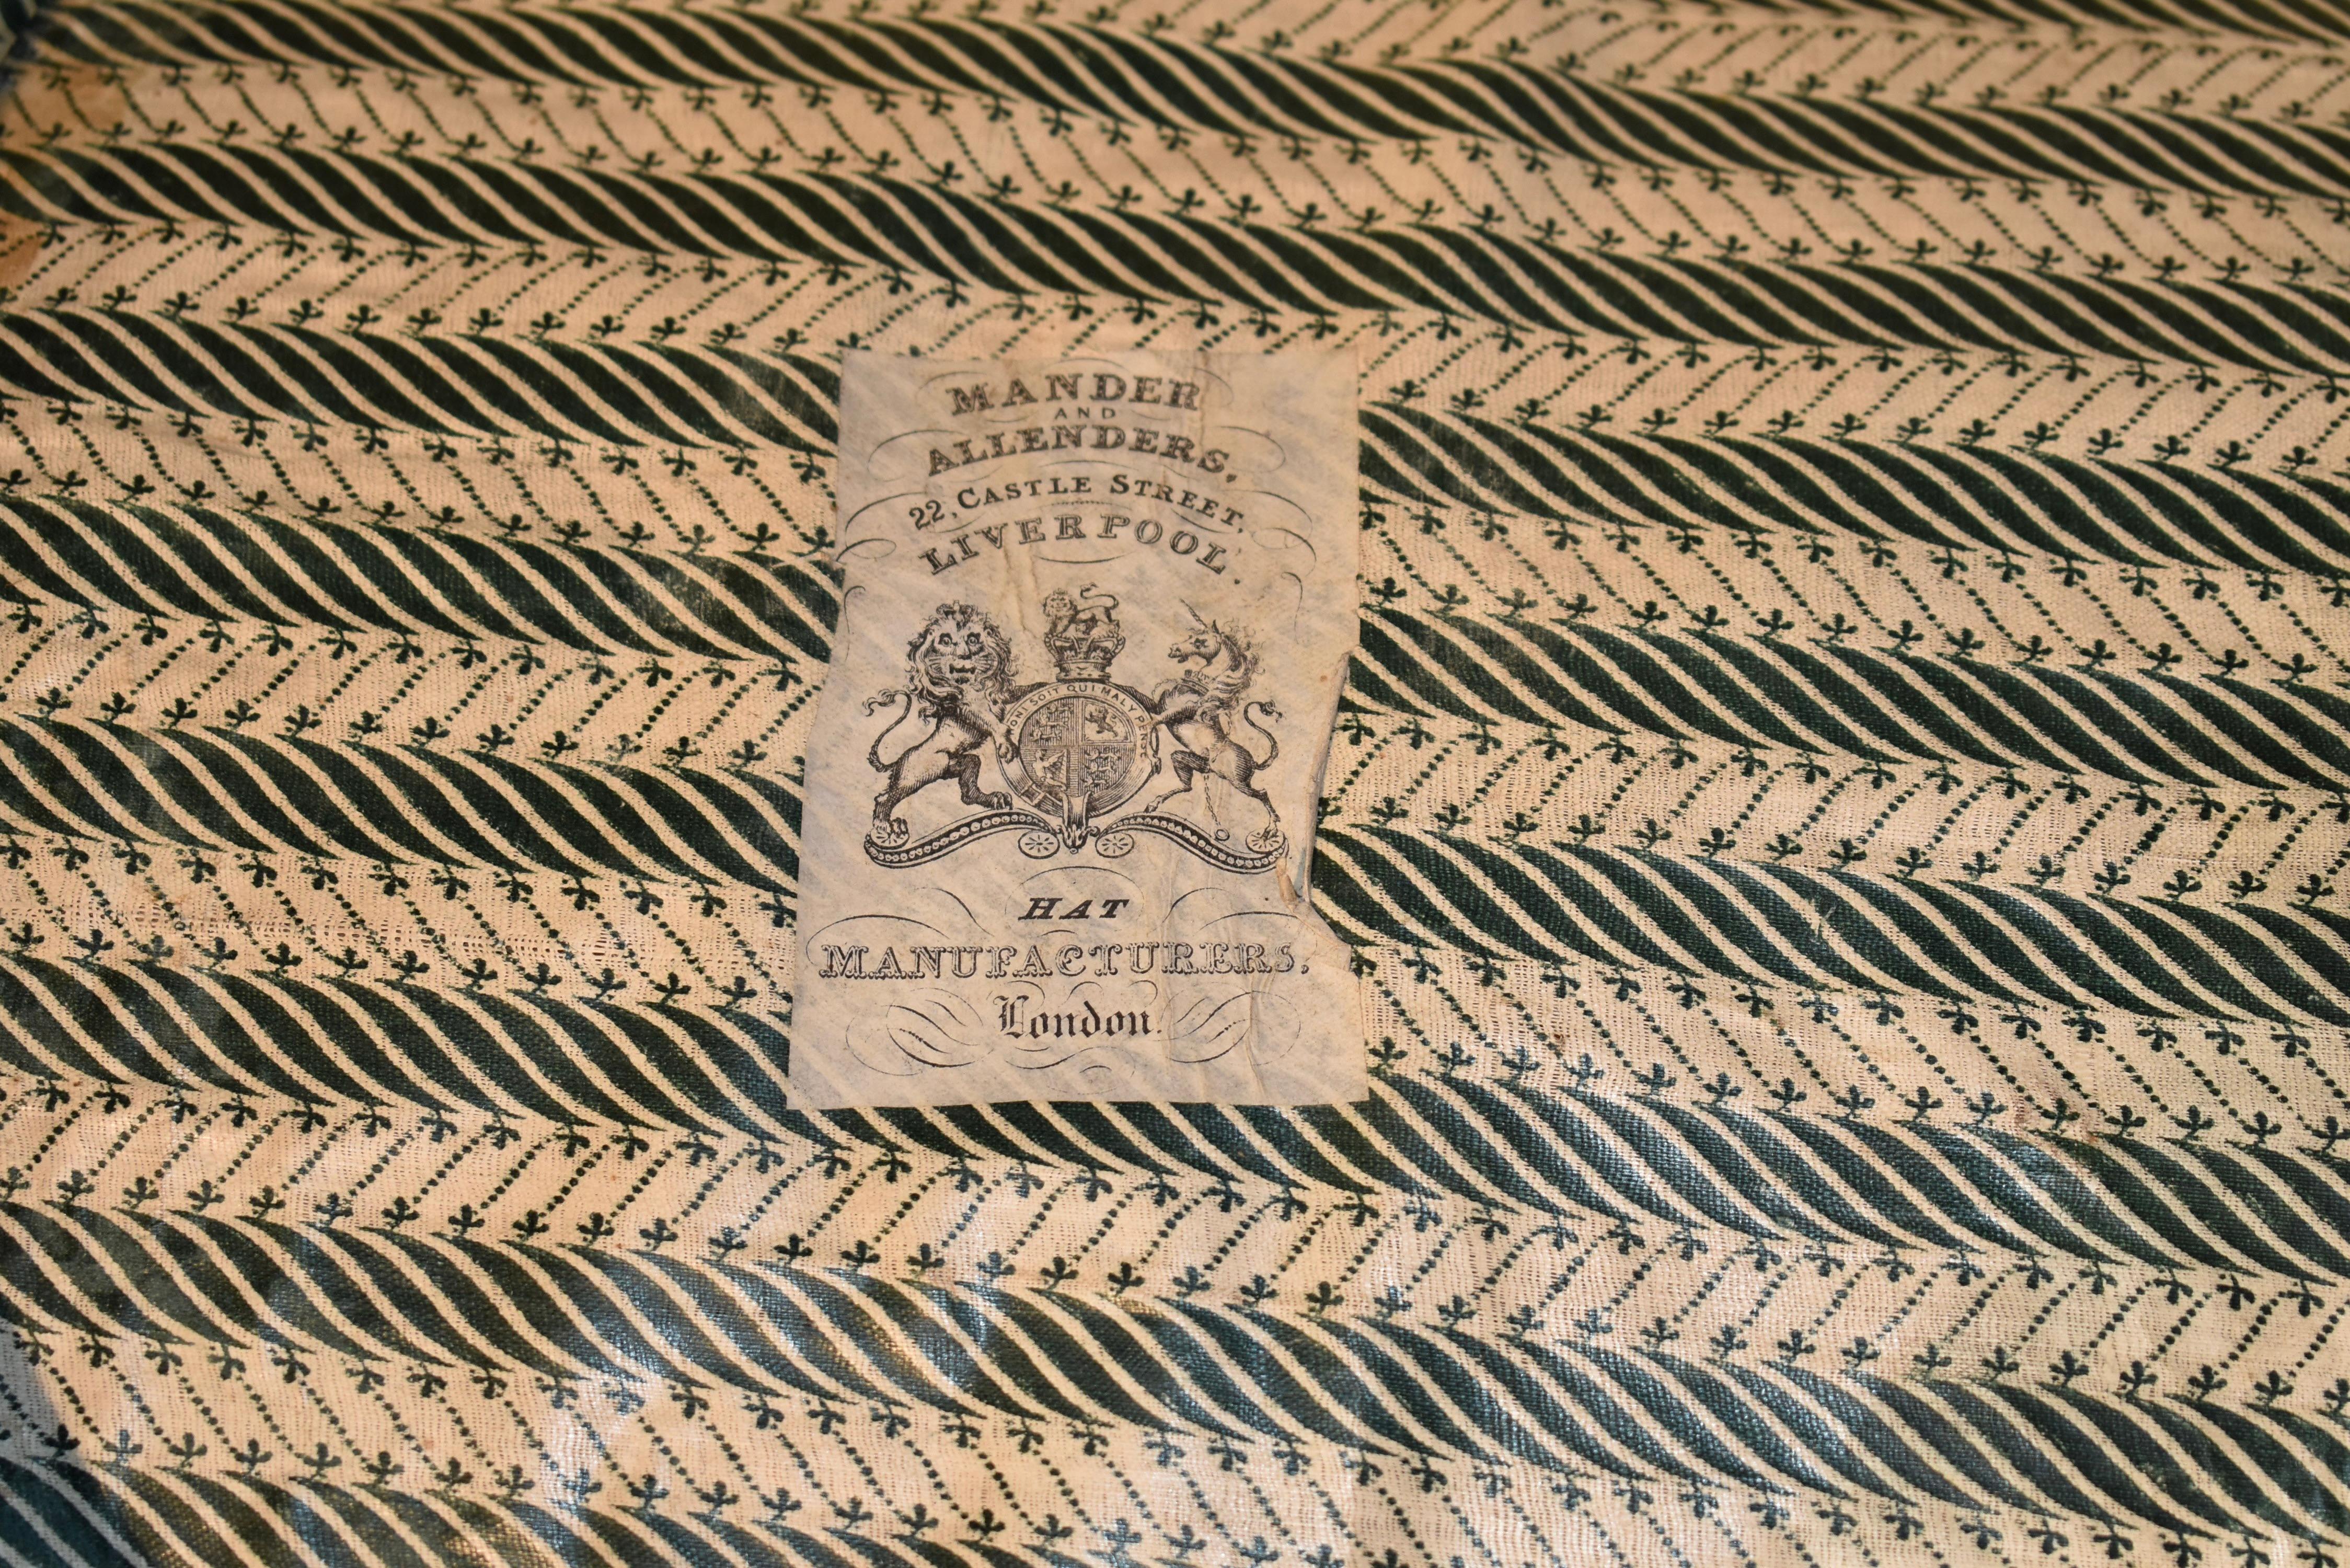 MANDER
AND
ALLENDERS,
22, CASTLE STREET,
LIVERPOOL.
HONI SOIT QUI MAL Y PENSE
HAT
MANUFACTURERS,
London.